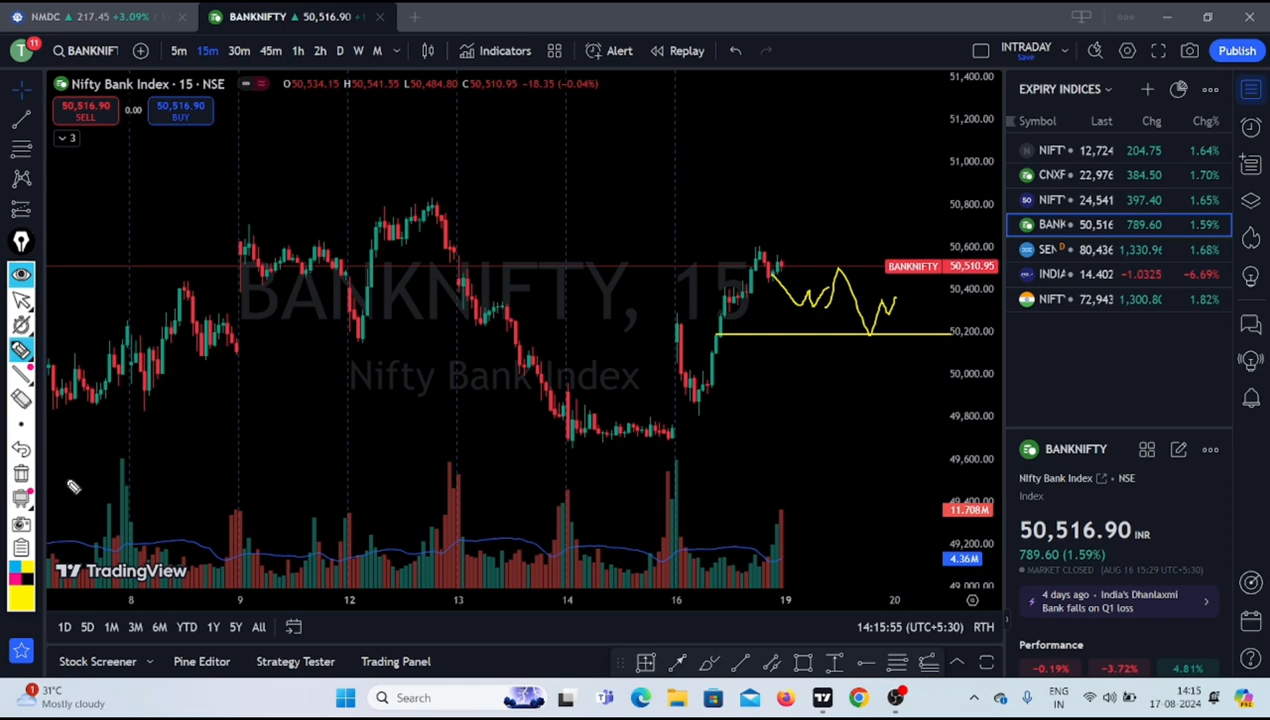 NMDC ▲ 217.45 +3.09%
BANKNIFTY ▲ 50,516.90
11
BANKNIFT 5m 15m 30m 45m 1h 2h D W M Indicators Alert Replay INTRADAY Save Publish
Nifty Bank Index · 15 · NSE O50,534.15 H50,541.55 L50,484.80 C50,510.95 -18.35 (-0.04%)
50,516.90 SELL 0.00 50,516.90 BUY
3
BANKNIFTY, 15
Nifty Bank Index
51,400.00
51,200.00
51,000.00
50,800.00
50,600.00
BANKNIFTY 50,510.95
50,400.00
50,200.00
50,000.00
49,800.00
49,600.00
49,400.00
11.708M
49,200.00
4.36M
49,000.00
TradingView
8 9 12 13 14 16 19 20
1D 5D 1M 3M 6M YTD 1Y 5Y All 14:15:55 (UTC+5:30) RTH
Stock Screener Pine Editor Strategy Tester Trading Panel
EXPIRY INDICES
Symbol Last Chg Chg%
NIFT 12,724 204.75 1.64%
CNXF 22,976 384.50 1.70%
NIFT 24,541 397.40 1.65%
BANK 50,516 789.60 1.59%
SEN D 80,436 1,330.96 1.68%
INDIA 14.402 -1.0325 -6.69%
NIFT 72,943 1,300.80 1.82%
BANKNIFTY
Nifty Bank Index • NSE
Index
50,516.90 INR
789.60 (1.59%)
MARKET CLOSED (AUG 16 15:29 UTC+5:30)
4 days ago • India's Dhanlaxmi
Bank falls on Q1 loss
Performance
-0.19% -3.72% 4.81%
1 31°C
Mostly cloudy
Search
ENG
IN
14:15
17-08-2024